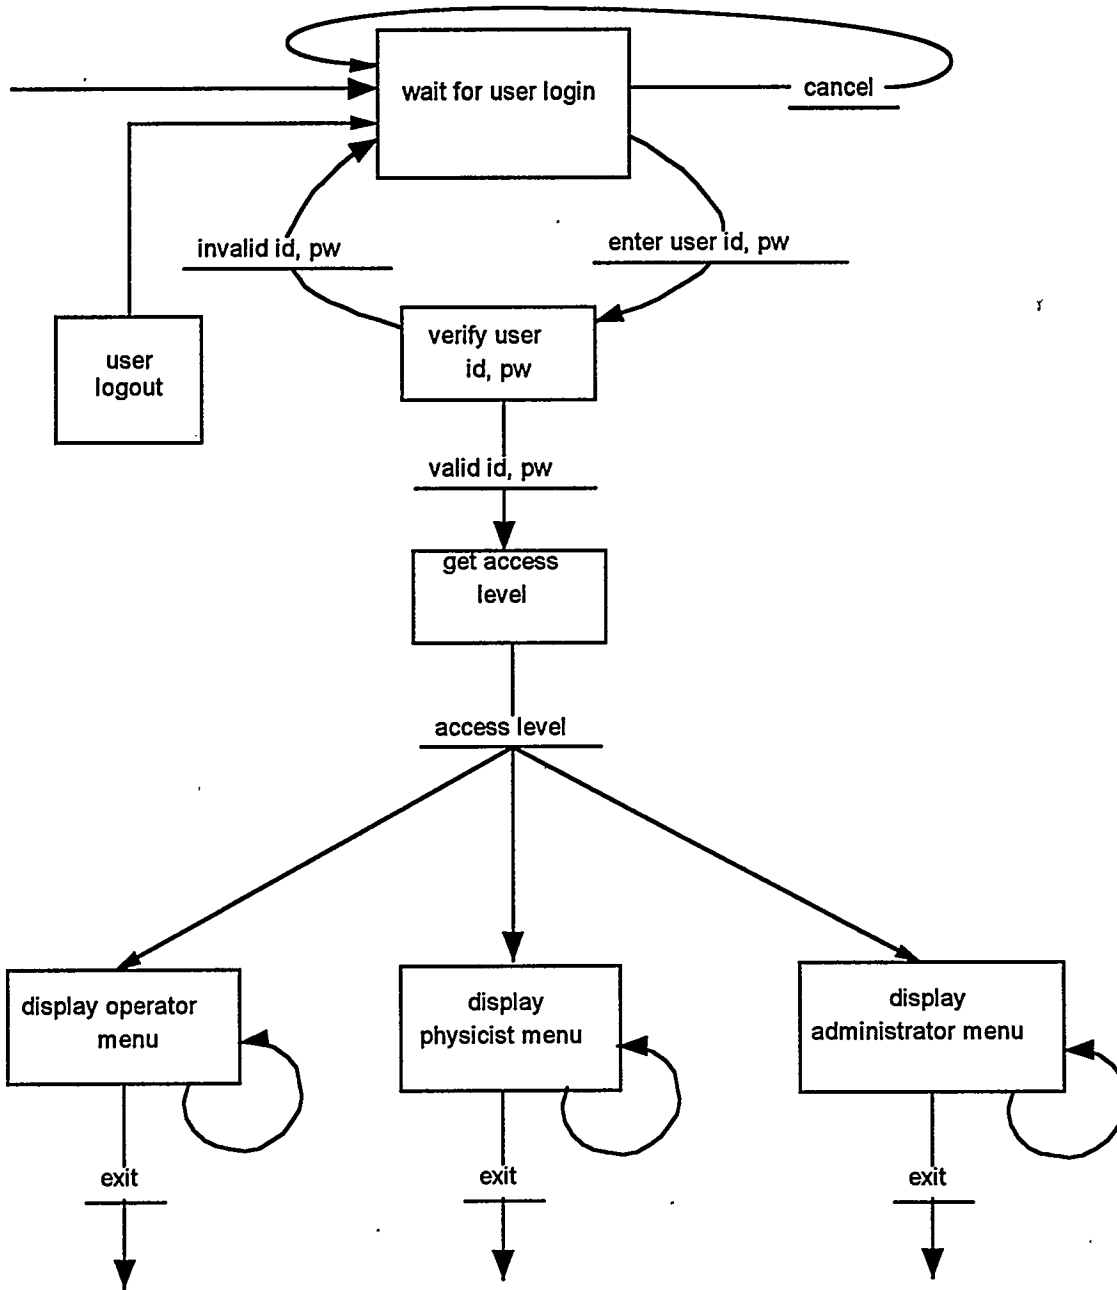 wait for user login
cancel
invalid id, pw
enter user id, pw
user
logout
verify user
id, pw
valid id, pw
get access
level
access level
display operator
menu
display
physicist menu
display
administrator menu
exit
exit
exit